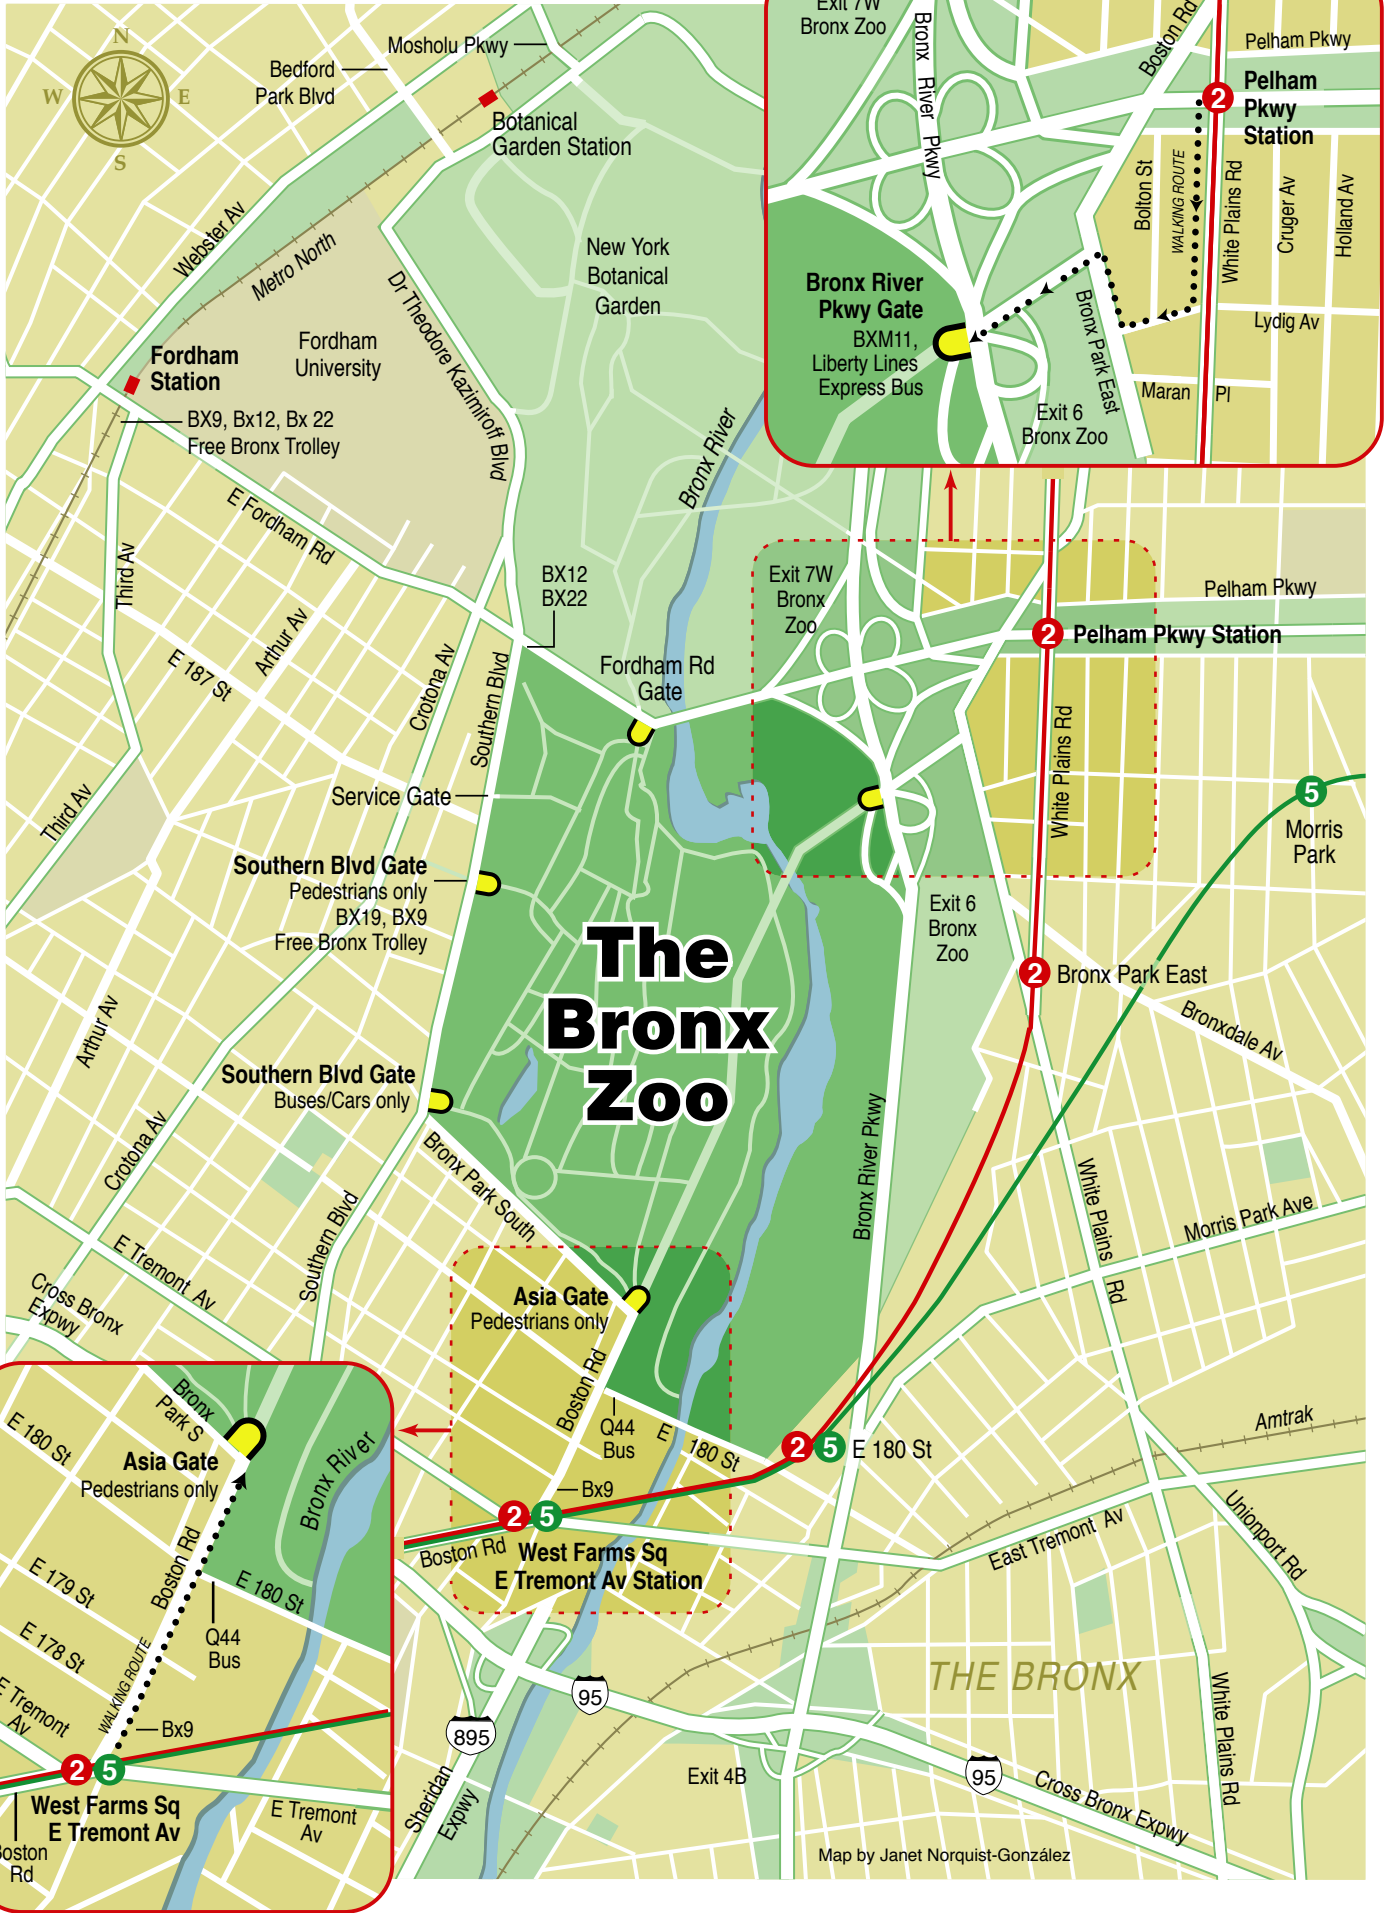 N
W
E
S
Mosholu Pkwy
Bedford
Park Blvd
Botanical
Garden Station
Webster Av
Metro North
New York
Botanical
Garden
Dr Theodore Kazimiroff Blvd
Fordham
University
Fordham
Station
BX9, Bx12, Bx 22
Free Bronx Trolley
E Fordham Rd
Third Av
Arthur Av
E 187 St
Crotona Av
Southern Blvd
BX12
BX22
Bronx River
Fordham Rd
Gate
Exit 7W
Bronx Zoo
Bronx River Pkwy
Boston Rd
Pelham Pkwy
2
Pelham
Pkwy
Station
Bolton St
WALKING ROUTE
White Plains Rd
Cruger Av
Holland Av
Bronx River
Pkwy Gate
BXM11,
Liberty Lines
Express Bus
Bronx Park East
Lydig Av
Maran Pl
Exit 6
Bronx Zoo
Exit 7W
Bronx
Zoo
Pelham Pkwy
2
Pelham Pkwy Station
White Plains Rd
5
Morris
Park
Third Av
Service Gate
Southern Blvd Gate
Pedestrians only
BX19, BX9
Free Bronx Trolley
The
Bronx
Zoo
Exit 6
Bronx
Zoo
2
Bronx Park East
Bronxdale Av
Arthur Av
Southern Blvd Gate
Buses/Cars only
Crotona Av
Bronx Park South
Southern Blvd
Bronx River Pkwy
White Plains Rd
Morris Park Ave
E Tremont Av
Cross Bronx
Expwy
Asia Gate
Pedestrians only
Boston Rd
Q44
Bus
E 180 St
2
5
E 180 St
Amtrak
Bx9
2
5
Boston Rd
West Farms Sq
E Tremont Av Station
East Tremont Av
Unionport Rd
Bronx
Park S
E 180 St
Asia Gate
Pedestrians only
Bronx River
Boston Rd
E 179 St
E 180 St
E 178 St
Q44
Bus
WALKING ROUTE
E Tremont
Av
Bx9
2
5
West Farms Sq
E Tremont Av
E Tremont
Av
Boston
Rd
THE BRONX
95
895
White Plains Rd
Exit 4B
95
Sheridan
Expwy
Cross Bronx Expwy
Map by Janet Norquist-González